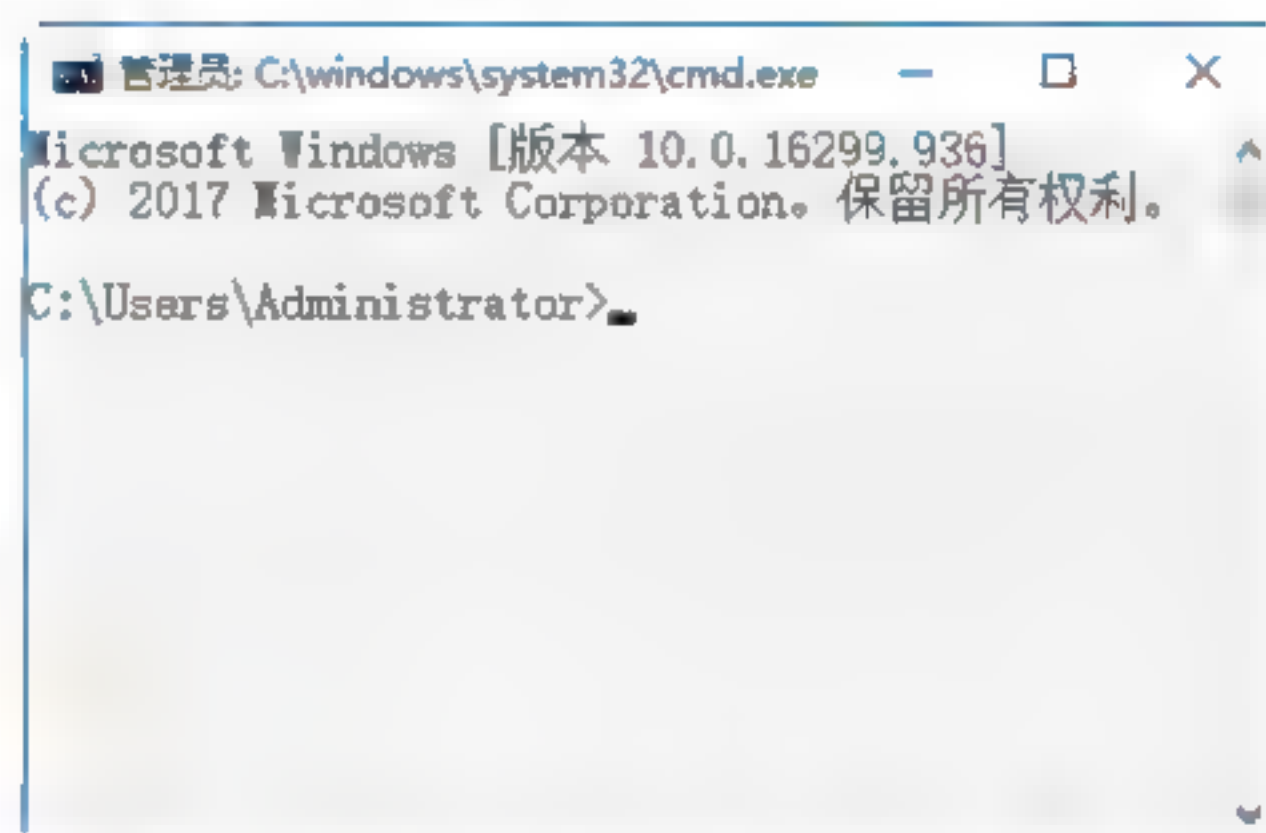 管理员: C:\windows\system32\cmd.exe
Microsoft Windows [版本 10.0.16299.936]
(c) 2017 Microsoft Corporation。保留所有权利。
C:\Users\Administrator>_